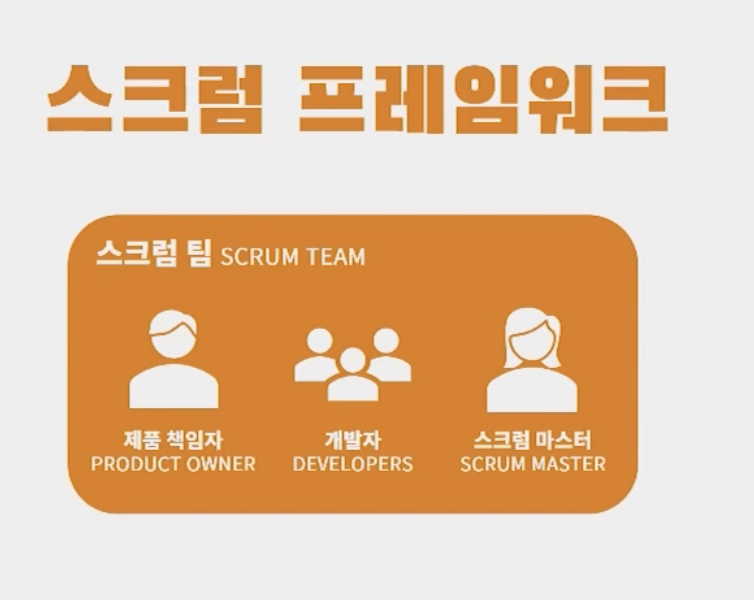 스크럼 프레임워크
스크럼 팀 SCRUM TEAM
제품 책임자
PRODUCT OWNER
개발자
DEVELOPERS
스크럼 마스터
SCRUM MASTER